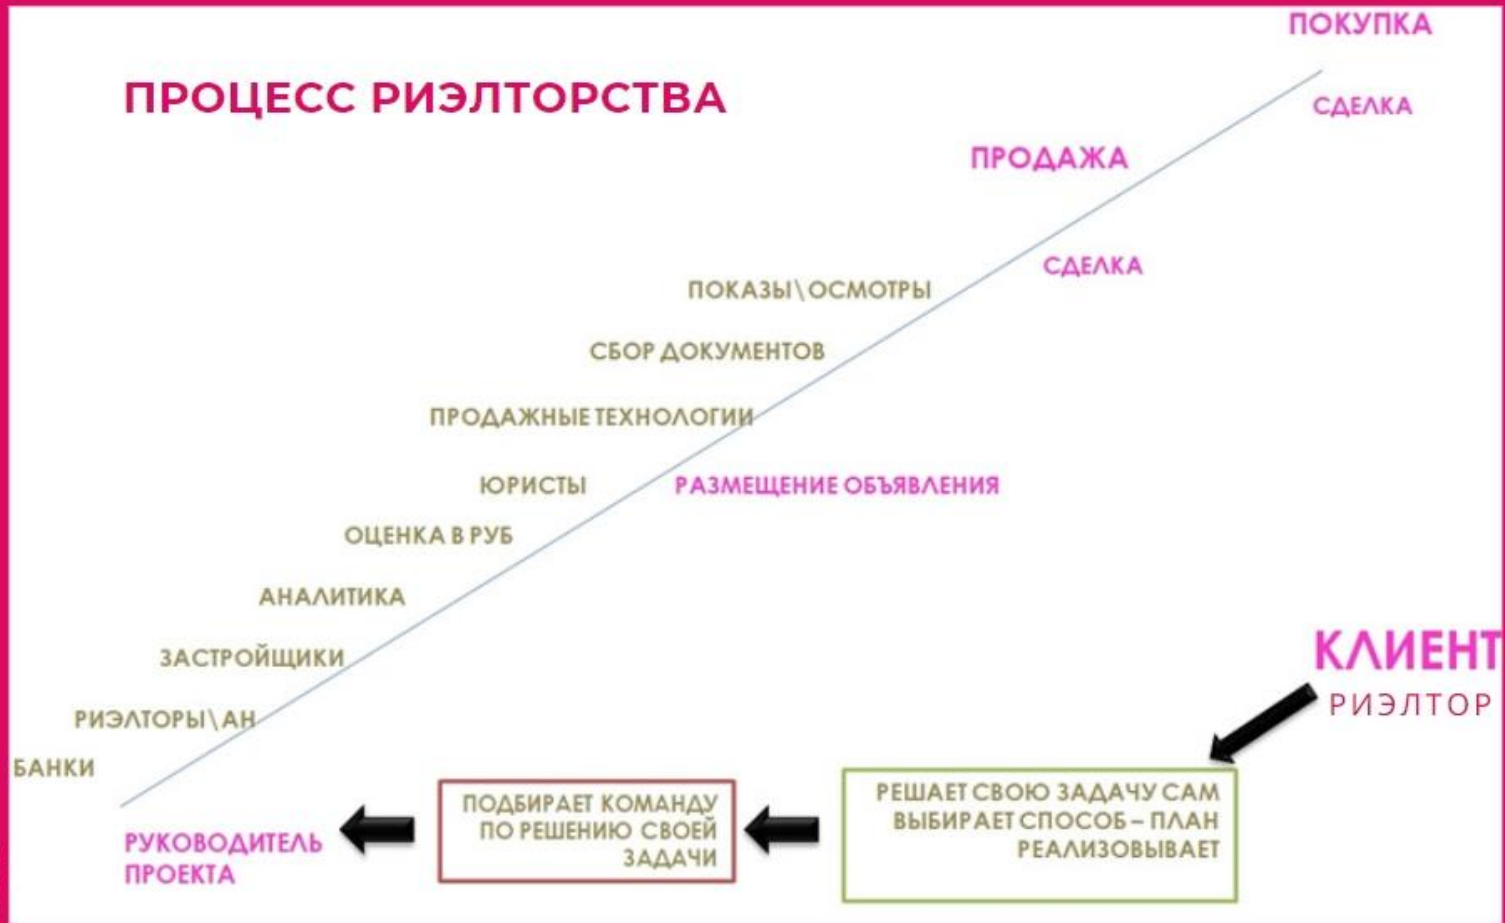 ПОКУПКА
ПРОЦЕСС РИЭЛТОРСТВА
СДЕЛКА
ПРОДАЖА
СДЕЛКА
ПОКАЗЫ\ОСМОТРЫ
СБОР ДОКУМЕНТОВ
ПРОДАЖНЫЕ ТЕХНОЛОГИИ
ЮРИСТЫ
РАЗМЕЩЕНИЕ ОБЪЯВЛЕНИЯ
ОЦЕНКА В РУБ
АНАЛИТИКА
ЗАСТРОЙЩИКИ
КЛИЕНТ
РИЭЛТОР
РИЭЛТОРЫ\АН
БАНКИ
РЕШАЕТ СВОЮ ЗАДАЧУ САМ
ВЫБИРАЕТ СПОСОБ – ПЛАН
РЕАЛИЗОВЫВАЕТ
ПОДБИРАЕТ КОМАНДУ
ПО РЕШЕНИЮ СВОЕЙ
ЗАДАЧИ
РУКОВОДИТЕЛЬ
ПРОЕКТА